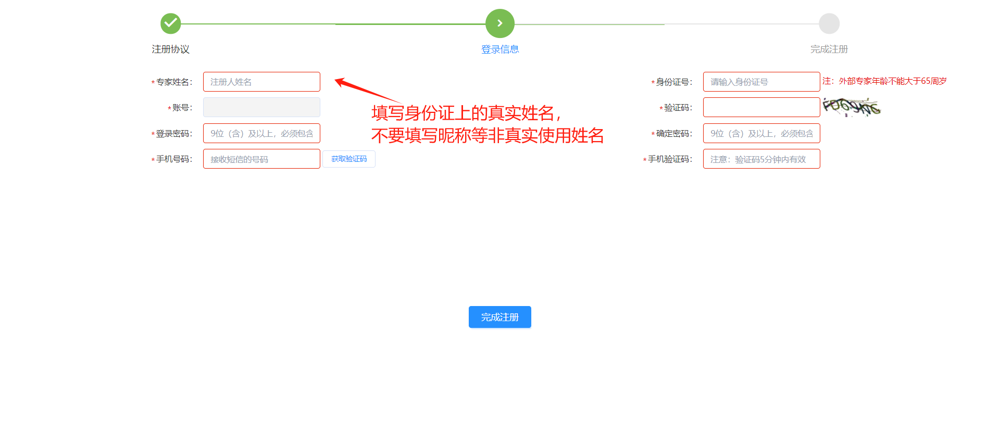 注册协议
登录信息
完成注册
*专家姓名：
注册人姓名
*身份证号：
请输入身份证号
注：外部专家年龄不能大于65周岁
*账号：
*验证码：
填写身份证上的真实姓名，
不要填写昵称等非真实使用姓名
*登录密码：
9位（含）及以上，必须包含
*确定密码：
9位（含）及以上，必须包含
*手机号码：
接收短信的号码
获取验证码
*手机验证码：
注意：验证码5分钟内有效
完成注册